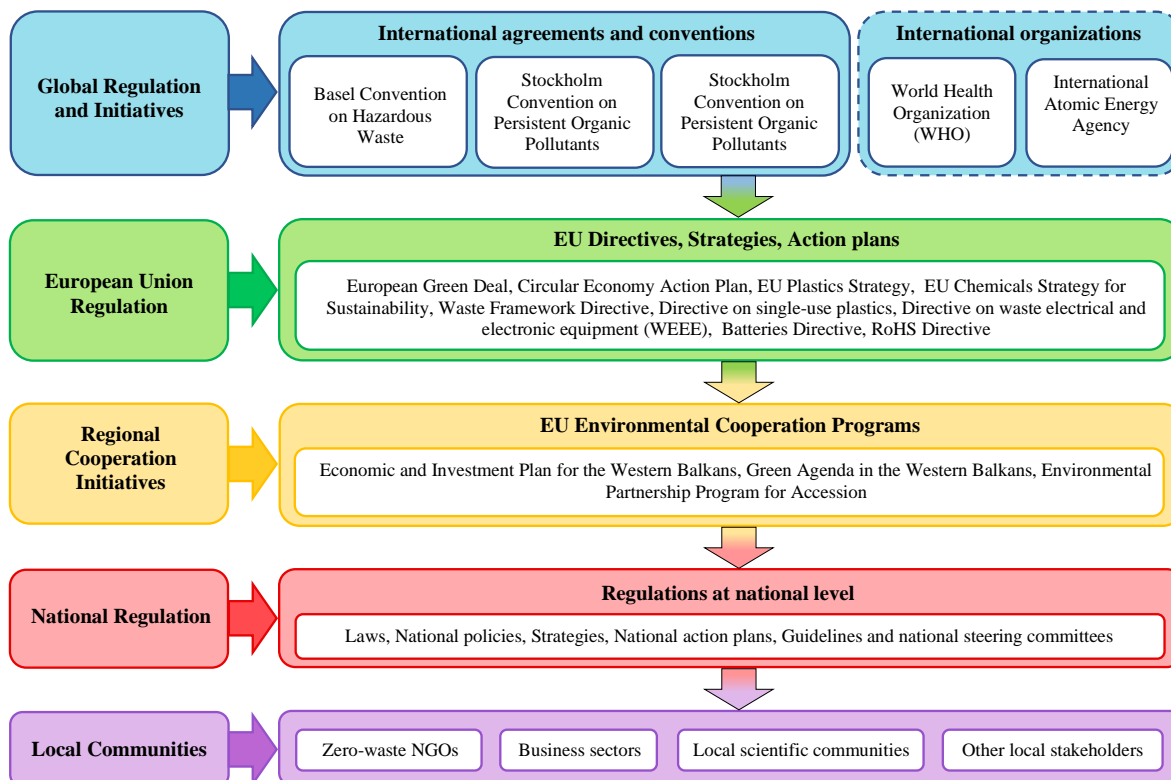 Global Regulation
and Initiatives
International agreements and conventions
Basel Convention
on Hazardous
Waste
Stockholm
Convention on
Persistent Organic
Pollutants
Stockholm
Convention on
Persistent Organic
Pollutants
International organizations
World Health
Organization
(WHO)
International
Atomic Energy
Agency
European Union
Regulation
EU Directives, Strategies, Action plans
European Green Deal, Circular Economy Action Plan, EU Plastics Strategy, EU Chemicals Strategy for
Sustainability, Waste Framework Directive, Directive on single-use plastics, Directive on waste electrical and
electronic equipment (WEEE), Batteries Directive, RoHS Directive
Regional
Cooperation
Initiatives
EU Environmental Cooperation Programs
Economic and Investment Plan for the Western Balkans, Green Agenda in the Western Balkans, Environmental
Partnership Program for Accession
National Regulation
Regulations at national level
Laws, National policies, Strategies, National action plans, Guidelines and national steering committees
Local Communities
Zero-waste NGOs
Business sectors
Local scientific communities
Other local stakeholders